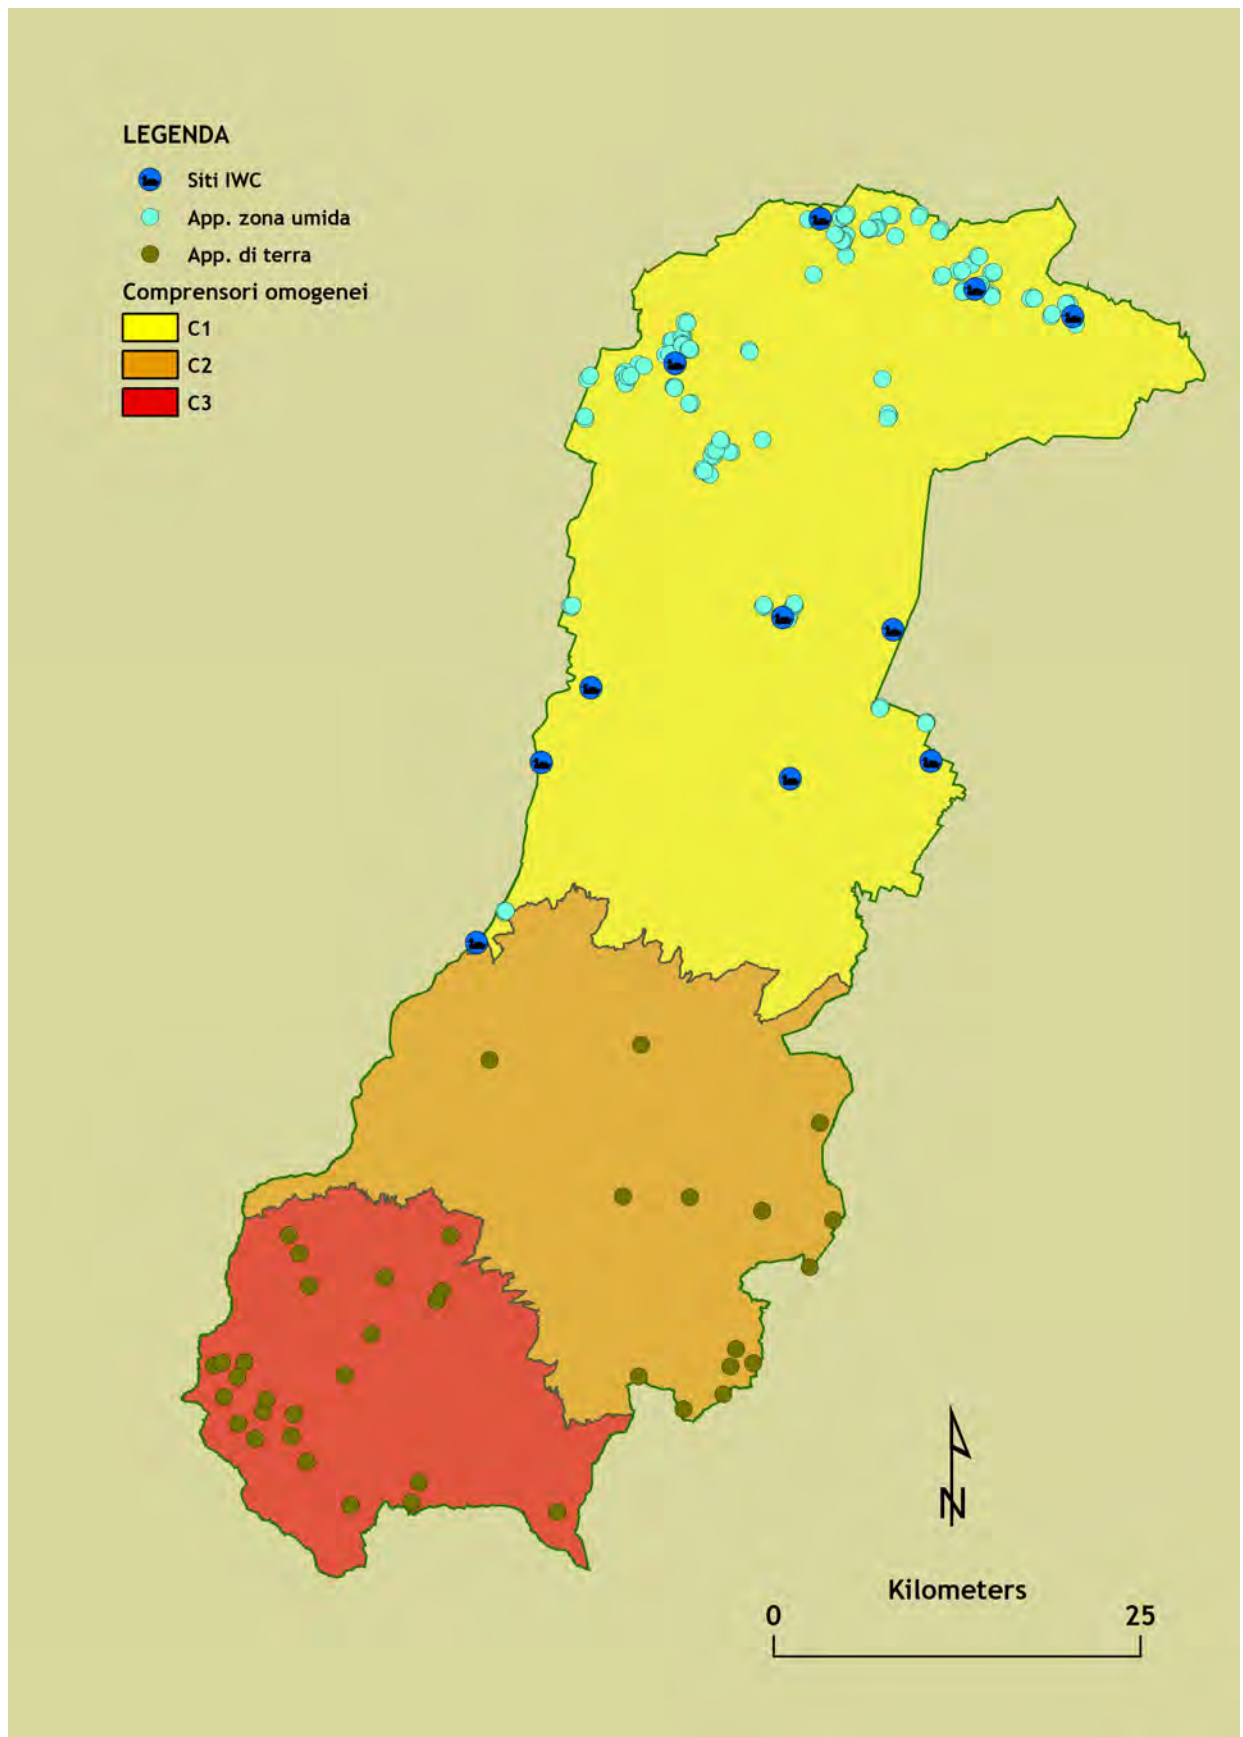 LEGENDA
Siti IWC
App. zona umida
App. di terra
Comprensori omogenei
C1
C2
C3
N
Kilometers
0 25